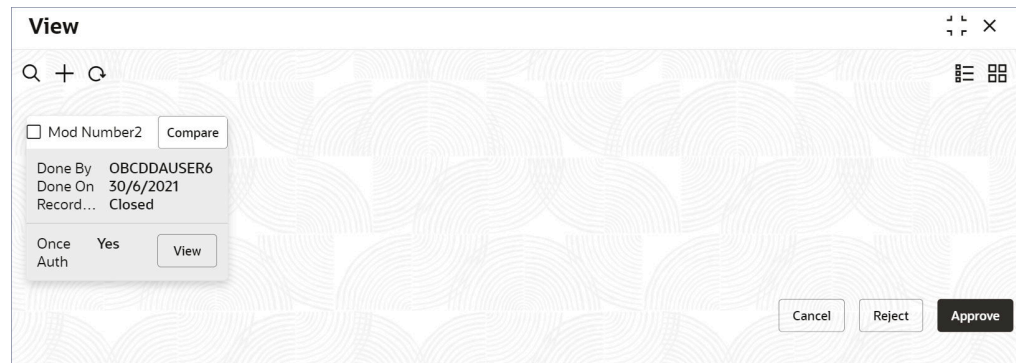 View
Mod Number2 Compare
Done By OBCDDAUSER6
Done On 30/6/2021
Record... Closed
Once Auth Yes View
Cancel Reject Approve